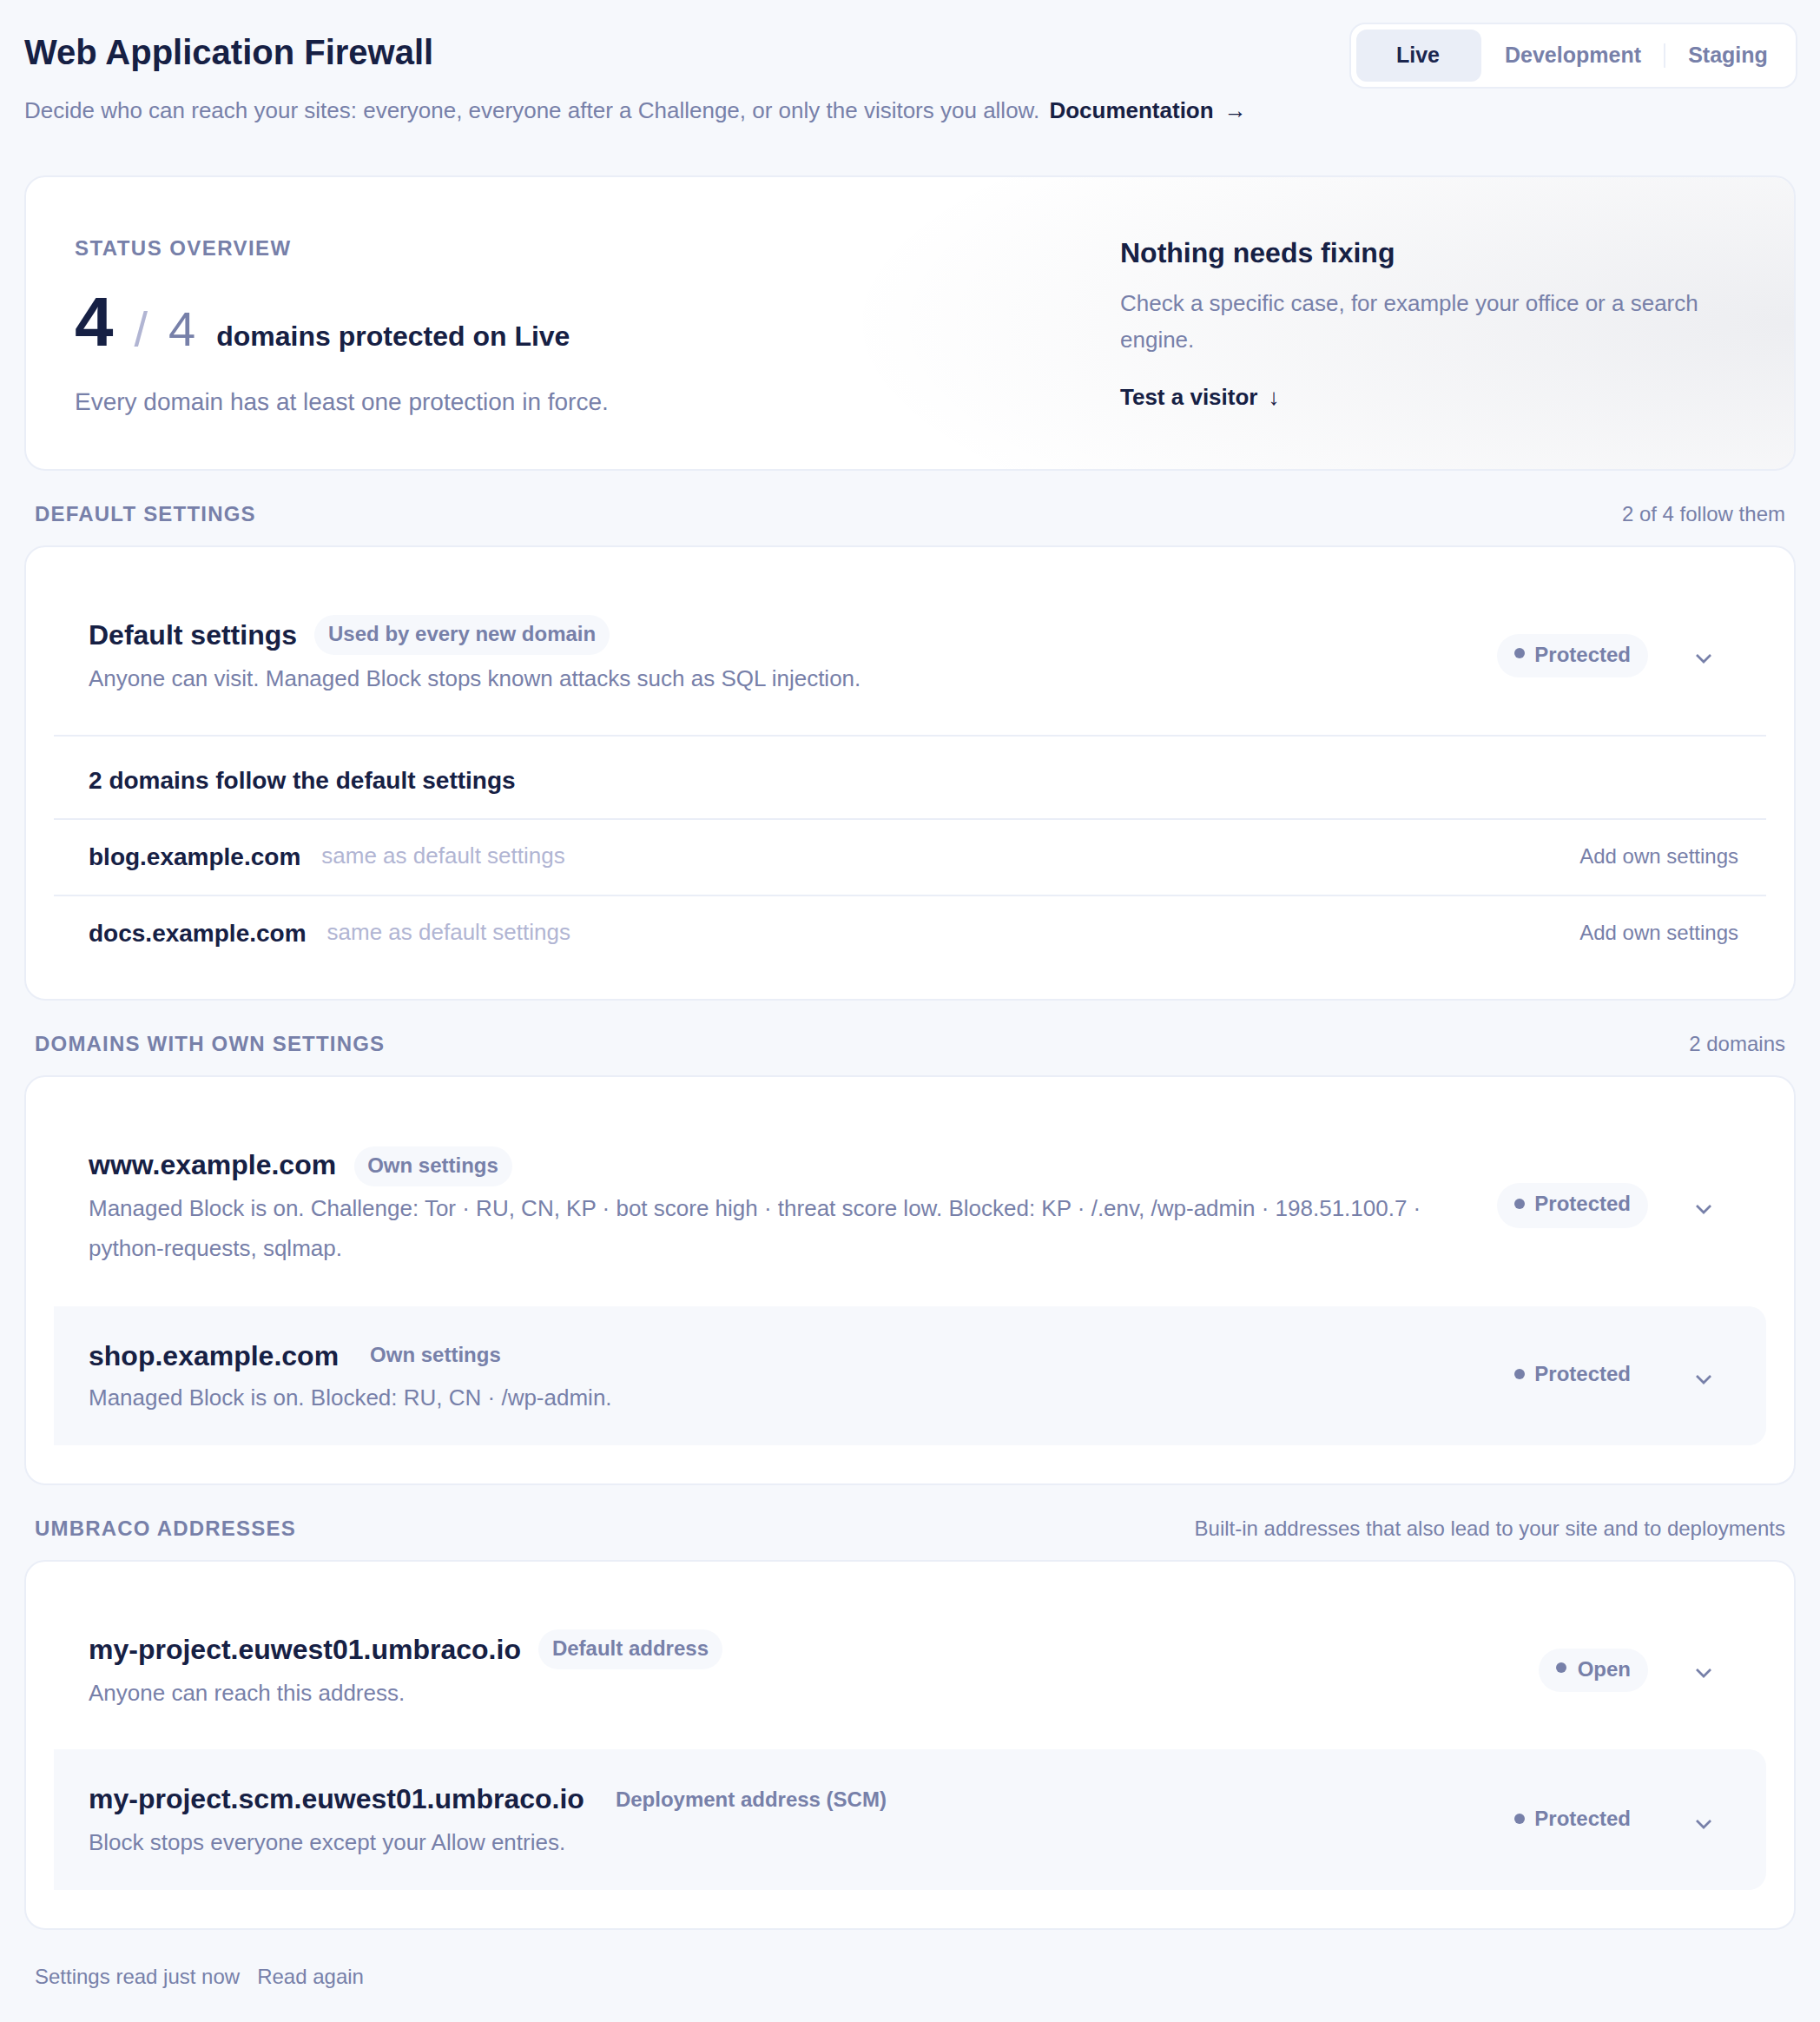 Web Application Firewall
Live Development Staging
Decide who can reach your sites: everyone, everyone after a Challenge, or only the visitors you allow. Documentation →
STATUS OVERVIEW
4 / 4 domains protected on Live
Every domain has at least one protection in force.
Nothing needs fixing
Check a specific case, for example your office or a search
engine.
Test a visitor ↓
DEFAULT SETTINGS
2 of 4 follow them
Default settings Used by every new domain
Anyone can visit. Managed Block stops known attacks such as SQL injection.
Protected
2 domains follow the default settings
blog.example.com same as default settings Add own settings
docs.example.com same as default settings Add own settings
DOMAINS WITH OWN SETTINGS
2 domains
www.example.com Own settings
Managed Block is on. Challenge: Tor · RU, CN, KP · bot score high · threat score low. Blocked: KP · /.env, /wp-admin · 198.51.100.7 ·
python-requests, sqlmap.
Protected
shop.example.com Own settings
Managed Block is on. Blocked: RU, CN · /wp-admin.
Protected
UMBRACO ADDRESSES
Built-in addresses that also lead to your site and to deployments
my-project.euwest01.umbraco.io Default address
Anyone can reach this address.
Open
my-project.scm.euwest01.umbraco.io Deployment address (SCM)
Block stops everyone except your Allow entries.
Protected
Settings read just now Read again